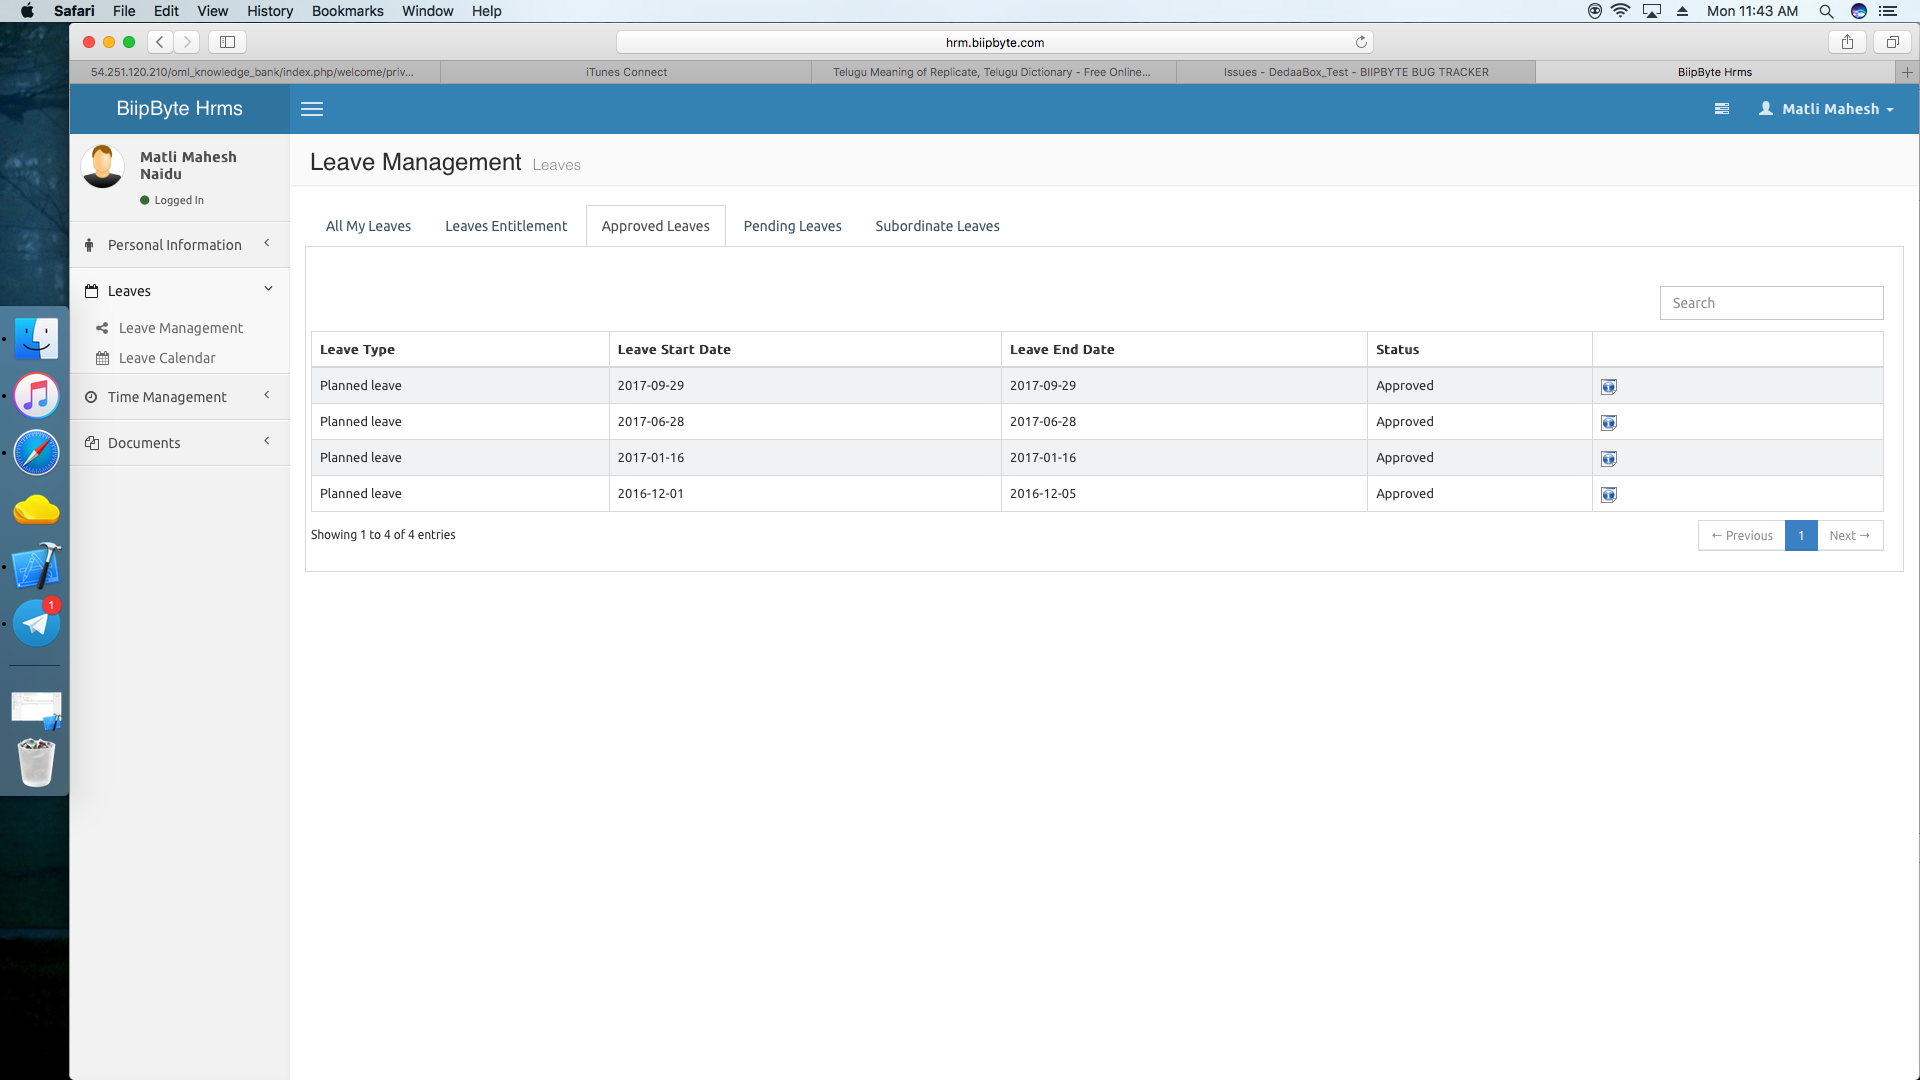 Safari File Edit View History Bookmarks Window Help Mon 11:43 AM
hrm.biipbyte.com
54.251.120.210/oml_knowledge_bank/index.php/welcome/priv... iTunes Connect Telugu Meaning of Replicate, Telugu Dictionary - Free Online... Issues - DedaaBox_Test - BIIPBYTE BUG TRACKER BiipByte Hrms
BiipByte Hrms Matli Mahesh
Matli Mahesh
Naidu
Logged In
Personal Information
Leaves
Leave Management
Leave Calendar
Time Management
Documents
1
Leave Management Leaves
All My Leaves Leaves Entitlement Approved Leaves Pending Leaves Subordinate Leaves
Search
Leave Type Leave Start Date Leave End Date Status
Planned leave 2017-09-29 2017-09-29 Approved
Planned leave 2017-06-28 2017-06-28 Approved
Planned leave 2017-01-16 2017-01-16 Approved
Planned leave 2016-12-01 2016-12-05 Approved
Showing 1 to 4 of 4 entries ← Previous 1 Next →